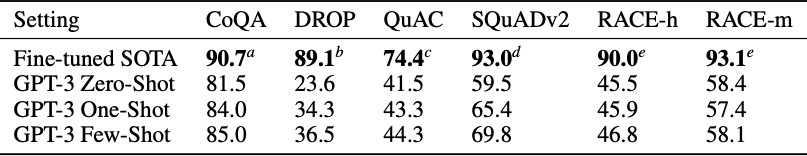 Setting CoQA DROP QuAC SQuADv2 RACE-h RACE-m
Fine-tuned SOTA 90.7a 89.1b 74.4c 93.0d 90.0e 93.1e
GPT-3 Zero-Shot 81.5 23.6 41.5 59.5 45.5 58.4
GPT-3 One-Shot 84.0 34.3 43.3 65.4 45.9 57.4
GPT-3 Few-Shot 85.0 36.5 44.3 69.8 46.8 58.1